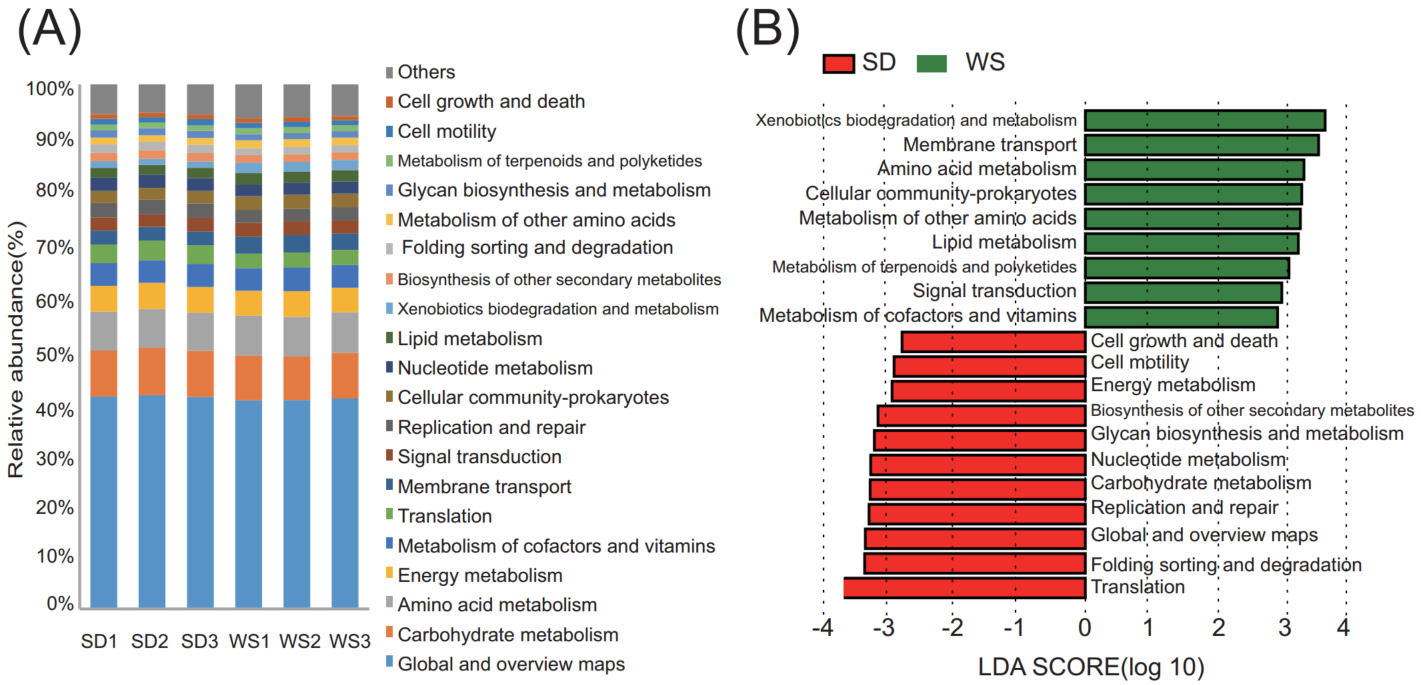 (A)
Relative abundance(%)
100%
90%
80%
70%
60%
50%
40%
30%
20%
10%
0%
SD1 SD2 SD3 WS1 WS2 WS3
Others
Cell growth and death
Cell motility
Metabolism of terpenoids and polyketides
Glycan biosynthesis and metabolism
Metabolism of other amino acids
Folding sorting and degradation
Biosynthesis of other secondary metabolites
Xenobiotics biodegradation and metabolism
Lipid metabolism
Nucleotide metabolism
Cellular community-prokaryotes
Replication and repair
Signal transduction
Membrane transport
Translation
Metabolism of cofactors and vitamins
Energy metabolism
Amino acid metabolism
Carbohydrate metabolism
Global and overview maps
(B)
SD WS
Xenobiotics biodegradation and metabolism
Membrane transport
Amino acid metabolism
Cellular community-prokaryotes
Metabolism of other amino acids
Lipid metabolism
Metabolism of terpenoids and polyketides
Signal transduction
Metabolism of cofactors and vitamins
Cell growth and death
Cell motility
Energy metabolism
Biosynthesis of other secondary metabolites
Glycan biosynthesis and metabolism
Nucleotide metabolism
Carbohydrate metabolism
Replication and repair
Global and overview maps
Folding sorting and degradation
Translation
-4 -3 -2 -1 0 1 2 3 4
LDA SCORE(log 10)